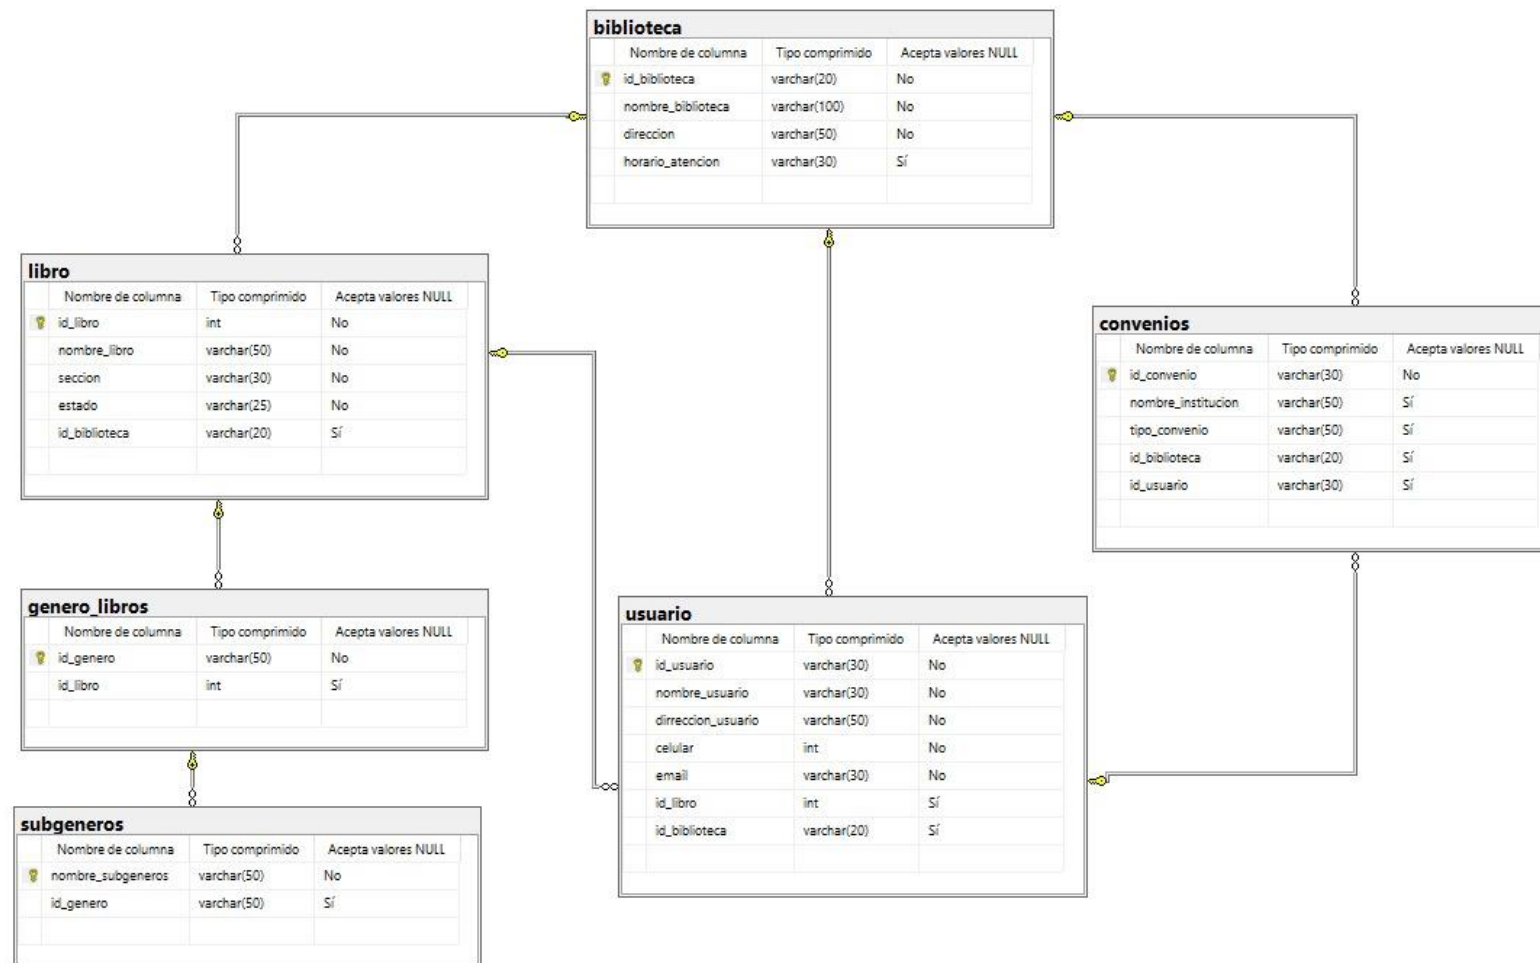 biblioteca
Nombre de columna Tipo comprimido Acepta valores NULL
id_biblioteca varchar(20) No
nombre_biblioteca varchar(100) No
direccion varchar(50) No
horario_atencion varchar(30) Sí
libro
Nombre de columna Tipo comprimido Acepta valores NULL
id_libro int No
nombre_libro varchar(50) No
seccion varchar(30) No
estado varchar(25) No
id_biblioteca varchar(20) Sí
convenios
Nombre de columna Tipo comprimido Acepta valores NULL
id_convenio varchar(30) No
nombre_institucion varchar(50) Sí
tipo_convenio varchar(50) Sí
id_biblioteca varchar(20) Sí
id_usuario varchar(30) Sí
genero_libros
Nombre de columna Tipo comprimido Acepta valores NULL
id_genero varchar(50) No
id_libro int Sí
usuario
Nombre de columna Tipo comprimido Acepta valores NULL
id_usuario varchar(30) No
nombre_usuario varchar(30) No
dirreccion_usuario varchar(50) No
celular int No
email varchar(30) No
id_libro int Sí
id_biblioteca varchar(20) Sí
subgeneros
Nombre de columna Tipo comprimido Acepta valores NULL
nombre_subgeneros varchar(50) No
id_genero varchar(50) Sí